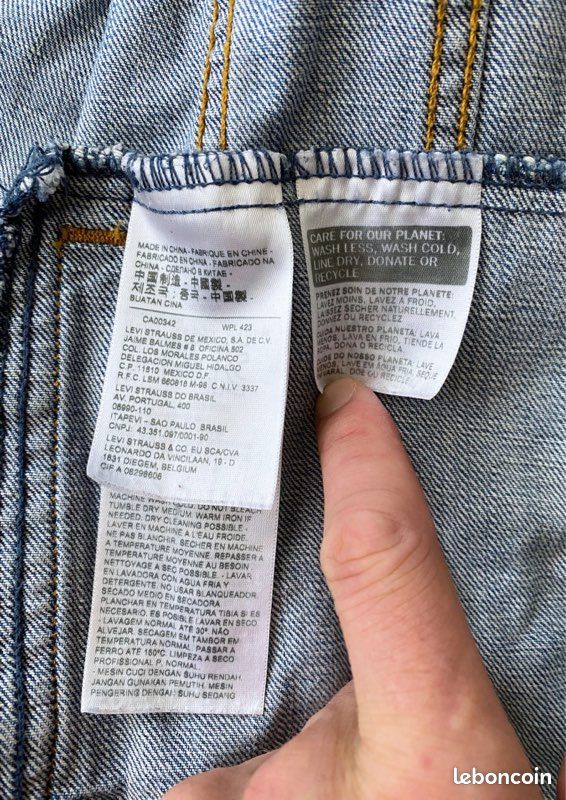 MADE IN CHINA - FABRIQUE EN CHINE -
FABRICADO EN CHINA - FABRICADO NA
CHINA - СДЕЛАНО В КИТАЕ -
中国制造 - 中國製 -
제조국 : 중국 - 中国製 -
BUATAN CINA
CA00342 WPL 423
LEVI STRAUSS DE MEXICO, S.A. DE C.V.
JAIME BALMES # 8 OFICINA 502
COL. LOS MORALES POLANCO
DELEGACION MIGUEL HIDALGO
C.P. 11510 MEXICO D.F.
R.F.C. LSM 660816 M-98 C.N.I.V. 3337
LEVI STRAUSS DO BRASIL
AV. PORTUGAL, 400
06690-110
ITAPEVI - SAO PAULO BRASIL
CNPJ: 43.351.097/0001-90
LEVI STRAUSS & CO. EU SCA/CVA
LEONARDO DA VINCILAAN, 19 - D
1831 DIEGEM, BELGIUM
CIF A 08298606
MACHINE WASH COLD. DO NOT BLEACH.
TUMBLE DRY MEDIUM. WARM IRON IF
NEEDED. DRY CLEANING POSSIBLE -
LAVER EN MACHINE A L'EAU FROIDE.
NE PAS BLANCHIR. SECHER EN MACHINE
A TEMPERATURE MOYENNE. REPASSER A
TEMPERATURE MOYENNE AU BESOIN
NETTOYAGE A SEC POSSIBLE. - LAVAR
EN LAVADORA CON AGUA FRIA Y
DETERGENTE. NO USAR BLANQUEADOR.
SECADO MEDIO EN SECADORA
PLANCHAR EN TEMPERATURA TIBIA SI ES
NECESARIO. ES POSIBLE LAVAR EN SECO
- LAVAGEM NORMAL ATÉ 30°. NÃO
ALVEJAR. SECAGEM EM TAMBOR EM
TEMPERATURA NORMAL. PASSAR A
FERRO ATÉ 150°C. LIMPEZA A SECO
PROFISSIONAL P. NORMAL.
- MESIN CUCI DENGAN SUHU RENDAH.
JANGAN GUNAKAN PEMUTIH. MESIN
PENGERING DENGAN SUHU SEDANG
CARE FOR OUR PLANET:
WASH LESS, WASH COLD,
LINE DRY, DONATE OR
RECYCLE
PRENEZ SOIN DE NOTRE PLANETE:
LAVEZ MOINS, LAVEZ A FROID,
LAISSEZ SECHER NATURELLEMENT,
DONNEZ OU RECYCLEZ
CUIDA NUESTRO PLANETA: LAVA
MENOS, LAVA EN FRIO, TIENDE LA
ROPA, DONA O RECICLA
CUIDE DO NOSSO PLANETA: LAVE
MENOS, LAVE EM ÁGUA FRIA, SEQUE
VARAL, DOE OU RECICLE
leboncoin